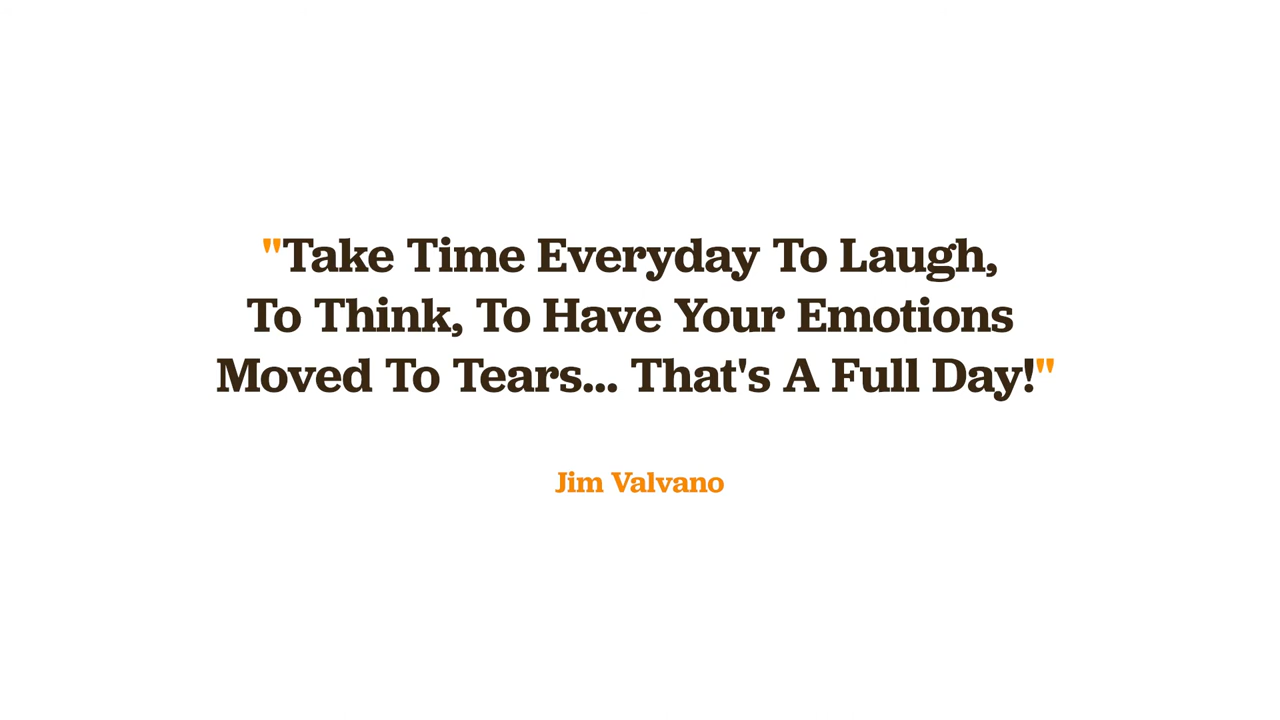 "Take Time Everyday To Laugh,
To Think, To Have Your Emotions
Moved To Tears... That's A Full Day!"
Jim Valvano